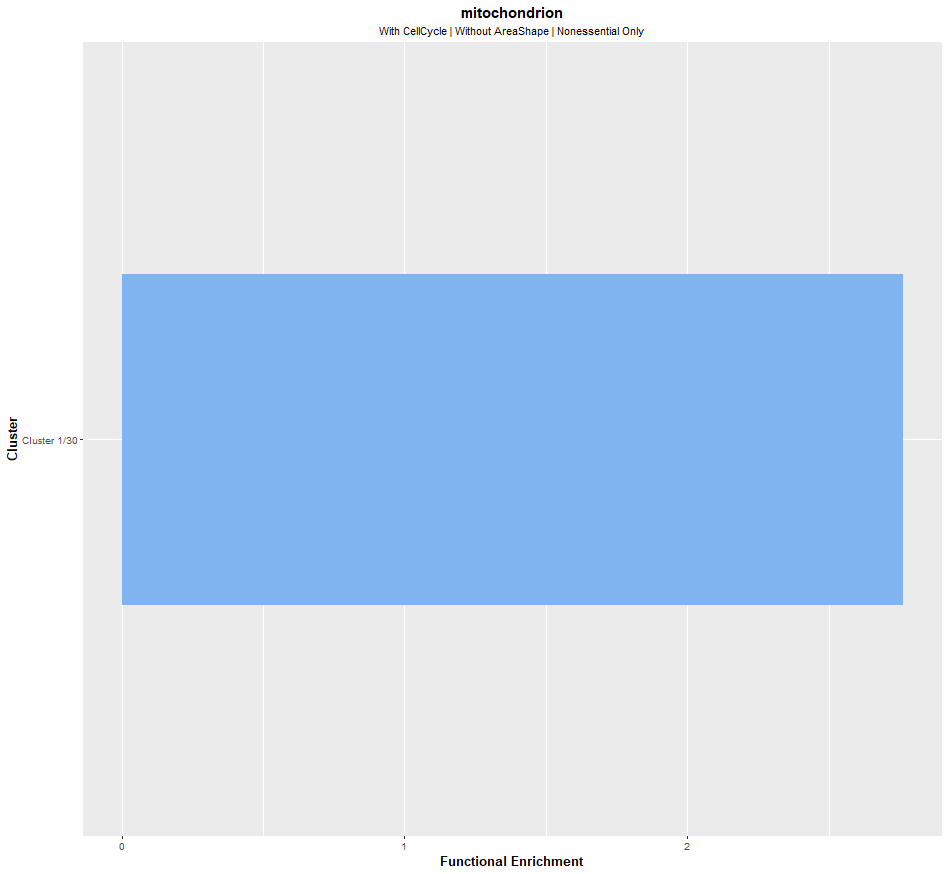 mitochondrion
With CellCycle | Without AreaShape | Nonessential Only
Cluster
Cluster 1/30
0 1 2
Functional Enrichment